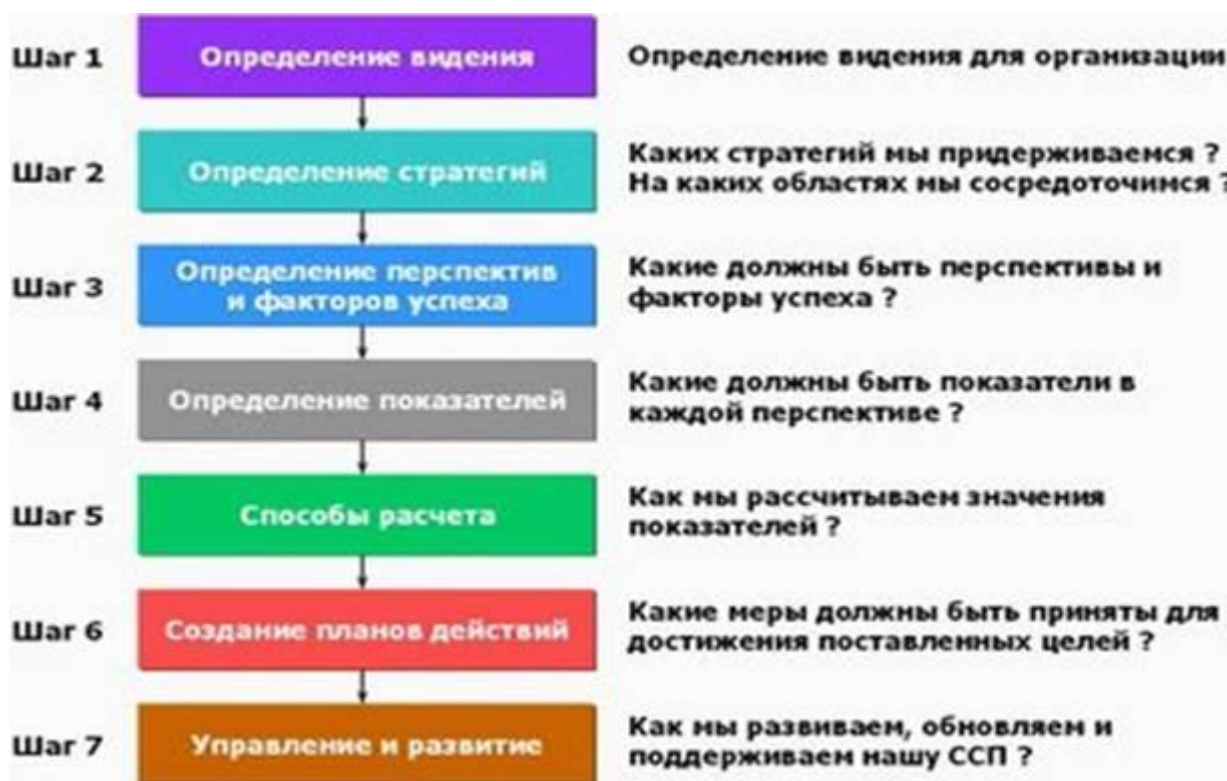 Шаг 1
Определение видения
Определение видения для организации
Шаг 2
Определение стратегий
Каких стратегий мы придерживаемся ?
На каких областях мы сосредоточимся ?
Шаг 3
Определение перспектив
и факторов успеха
Какие должны быть перспективы и
факторы успеха ?
Шаг 4
Определение показателей
Какие должны быть показатели в
каждой перспективе ?
Шаг 5
Способы расчета
Как мы рассчитываем значения
показателей ?
Шаг 6
Создание планов действий
Какие меры должны быть приняты для
достижения поставленных целей ?
Шаг 7
Управление и развитие
Как мы развиваем, обновляем и
поддерживаем нашу ССП ?